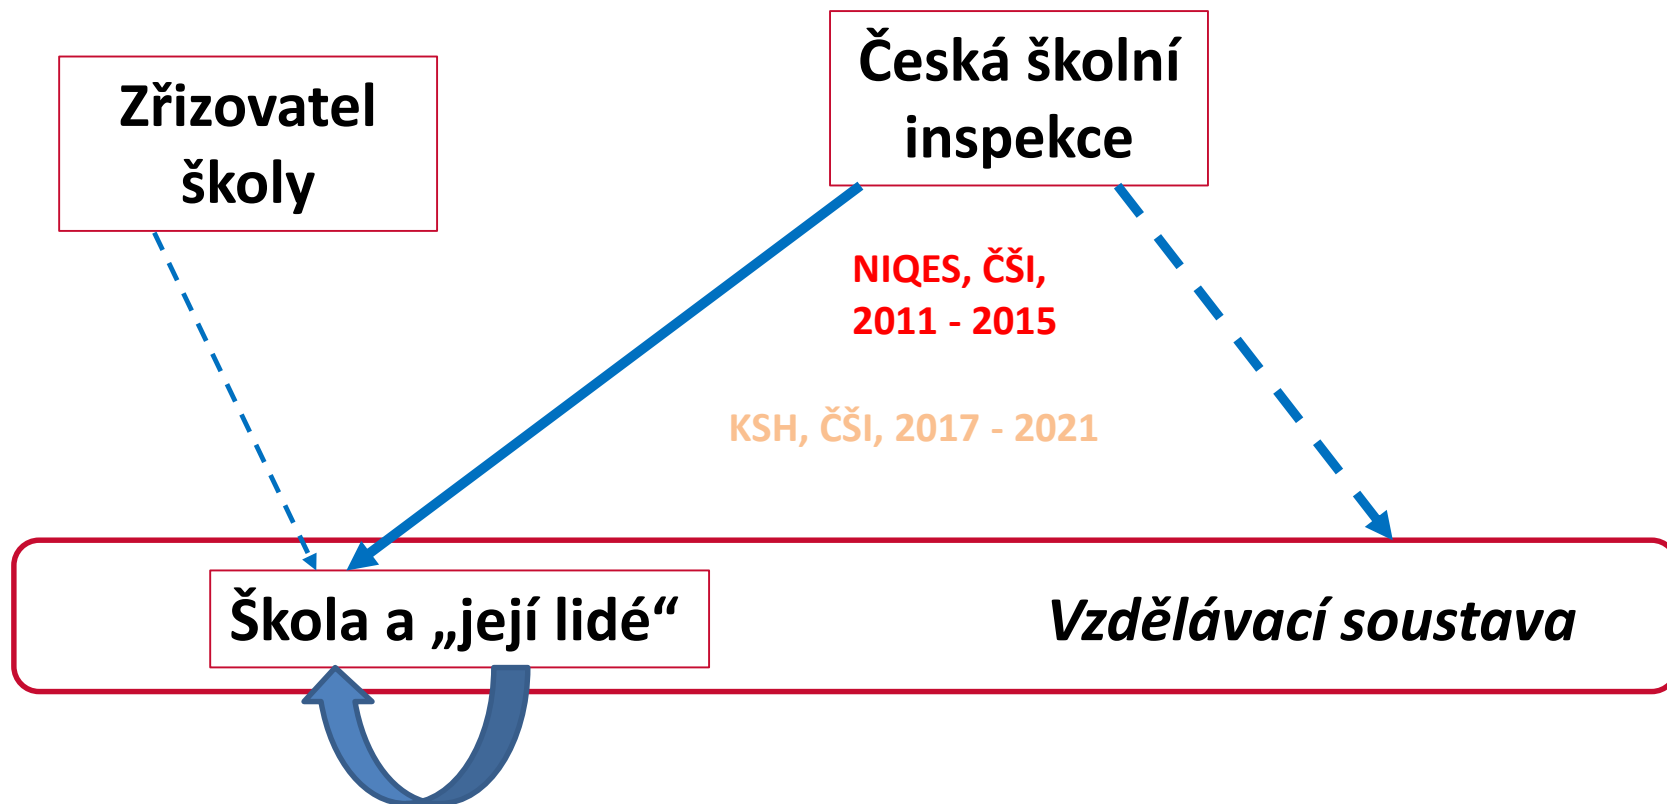 Zřizovatel
školy
Česká školní
inspekce
NIQES, ČŠI,
2011 - 2015
KSH, ČŠI, 2017 - 2021
Škola a „její lidé“
Vzdělávací soustava